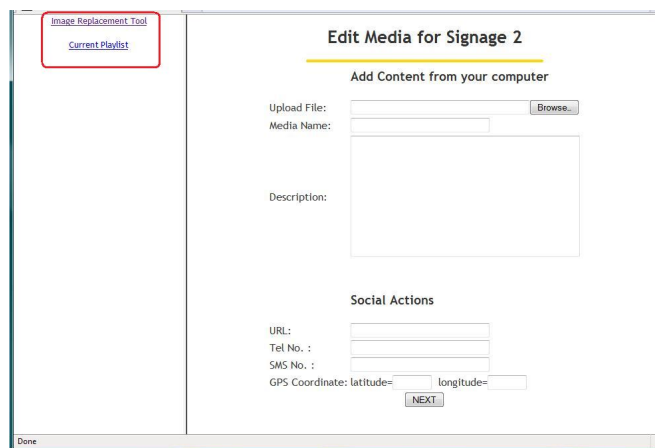 Image Replacement Tool
Current Playlist
Edit Media for Signage 2
Add Content from your computer
Upload File:
Browse..
Media Name:
Description:
Social Actions
URL:
Tel No. :
SMS No. :
GPS Coordinate: latitude= longitude=
NEXT
Done